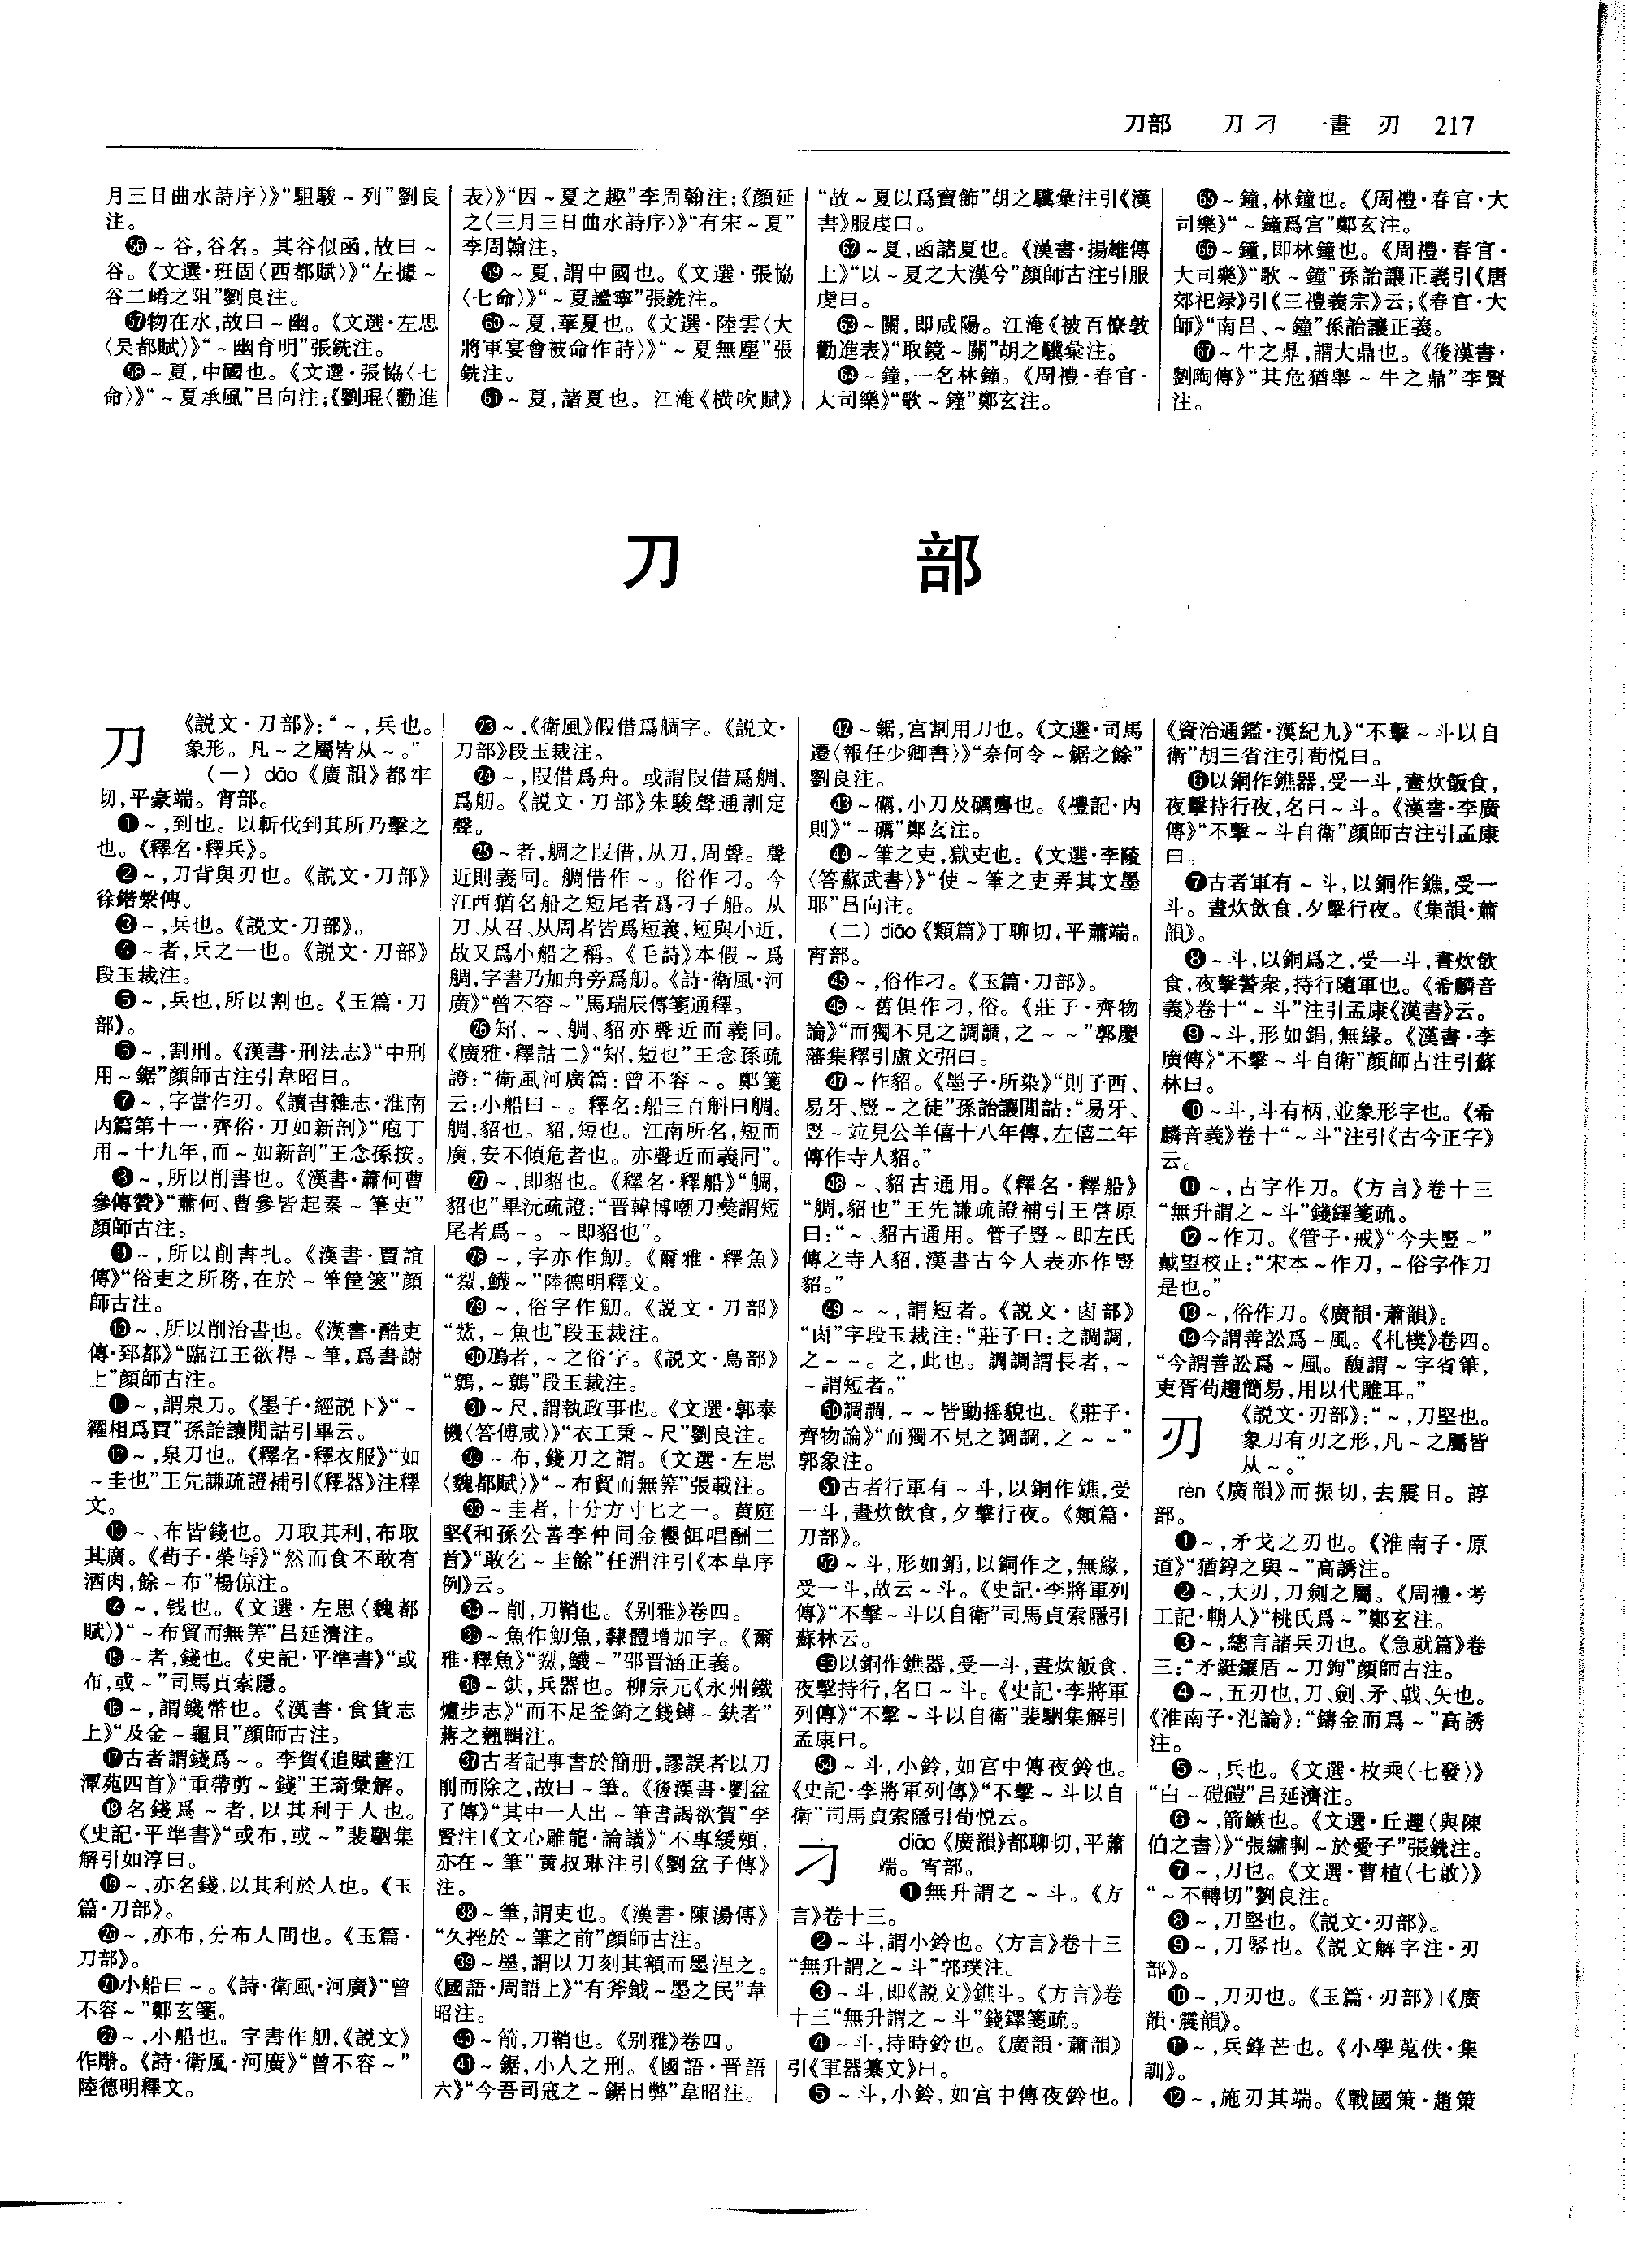 刀部 刀刁 一畫 刃 217
月三日曲水詩序〉》“駔駿～列”劉良
注。
56～谷,谷名。其谷似函,故曰～
谷。《文選·班固〈西都賦〉》“左據～
谷二崤之阻”劉良注。
57物在水,故曰～幽。《文選·左思
〈吴都賦〉》“～幽育明”張銑注。
58～夏,中國也。《文選·張協〈七
命〉》“～夏承風”吕向注;《劉琨〈勸進
表〉》“因～夏之趣”李周翰注;《顔延
之〈三月三日曲水詩序〉》“有宋～夏”
李周翰注。
59～夏,謂中國也。《文選·張協
〈七命〉》“～夏謐寧”張銑注。
60～夏,華夏也。《文選·陸雲〈大
將軍宴會被命作詩〉》“～夏無塵”張
銑注。
61～夏,諸夏也。江淹《横吹賦》
“故～夏以爲寶飾”胡之驥彙注引《漢
書》服虔曰。
62～夏,函諸夏也。《漢書·揚雄傳
上》“以～夏之大漢兮”顔師古注引服
虔曰。
63～關,即咸陽。江淹《被百僚敦
勸進表》“取鏡～關”胡之驥彙注。
64～鐘,一名林鐘。《周禮·春官·
大司樂》“歌～鐘”鄭玄注。
65～鐘,林鐘也。《周禮·春官·大
司樂》“～鐘爲宫”鄭玄注。
66～鐘,即林鐘也。《周禮·春官·
大司樂》“歌～鐘”孫詒讓正義引《唐
郊祀録》引《三禮義宗》云;《春官·大
師》“南吕、～鐘”孫詒讓正義。
67～牛之鼎,謂大鼎也。《後漢書·
劉陶傳》“其危猶舉～牛之鼎”李賢
注。
刀 部
刀
《説文·刀部》:“～,兵也。
象形。凡～之屬皆从～。”
(一) dāo《廣韻》都牢
切,平豪端。宵部。
❶～,到也。以斬伐到其所乃擊之
也。《釋名·釋兵》。
❷～,刀背與刃也。《説文·刀部》
徐鍇繫傳。
❸～,兵也。《説文·刀部》。
❹～者,兵之一也。《説文·刀部》
段玉裁注。
❺～,兵也,所以割也。《玉篇·刀
部》。
❻～,割刑。《漢書·刑法志》“中刑
用～鋸”顔師古注引韋昭曰。
❼～,字當作刃。《讀書雜志·淮南
内篇第十一·齊俗·刀如新剖》“庖丁
用～十九年,而～如新剖”王念孫按。
❽～,所以削書也。《漢書·蕭何曹
參傳贊》“蕭何、曹參皆起秦～筆吏”
顔師古注。
❾～,所以削書扎。《漢書·賈誼
傳》“俗吏之所務,在於～筆筐篋”顔
師古注。
❿～,所以削治書也。《漢書·酷吏
傳·郅都》“臨江王欲得～筆,爲書謝
上”顔師古注。
⓫～,謂泉刀。《墨子·經説下》“～
糴相爲賈”孫詒讓閒詁引畢云。
⓬～,泉刀也。《釋名·釋衣服》“如
～圭也”王先謙疏證補引《釋器》注釋
文。
⓭～、布皆錢也。刀取其利,布取
其廣。《荀子·榮辱》“然而食不敢有
酒肉,餘～布”楊倞注。
⓮～,钱也。《文選·左思〈魏都
賦〉》“～布貿而無筭”吕延濟注。
⓯～者,錢也。《史記·平準書》“或
布,或～”司馬貞索隱。
⓰～,謂錢幣也。《漢書·食貨志
上》“及金～龜貝”顔師古注。
⓱古者謂錢爲～。李賀《追賦畫江
潭苑四首》“重帶剪～錢”王琦彙解。
⓲名錢爲～者,以其利于人也。
《史記·平準書》“或布,或～”裴駰集
解引如淳曰。
⓳～,亦名錢,以其利於人也。《玉
篇·刀部》。
⓴～,亦布,分布人間也。《玉篇·
刀部》。
21小船曰～。《詩·衛風·河廣》“曾
不容～”鄭玄箋。
22～,小船也。字書作舠,《説文》
作鵰。《詩·衛風·河廣》“曾不容～”
陸德明釋文。
23～,《衛風》假借爲䑩字。《説文·
刀部》段玉裁注。
24～,叚借爲舟。或謂叚借爲䑩、
爲舠。《説文·刀部》朱駿聲通訓定
聲。
25～者,䑩之叚借,从刀,周聲。聲
近則義同。䑩借作～。俗作刁。今
江西猶名船之短尾者爲刁子船。从
刀、从召、从周者皆爲短義,短與小近,
故又爲小船之稱。《毛詩》本假～爲
䑩,字書乃加舟旁爲舠。《詩·衛風·河
廣》“曾不容～”馬瑞辰傳箋通釋。
26𥏕、～、䑩、貂亦聲近而義同。
《廣雅·釋詁二》“𥏕,短也”王念孫疏
證:“衛風河廣篇:曾不容～。鄭箋
云:小船曰～。釋名:船三百斛曰䑩。
䑩,貂也。貂,短也。江南所名,短而
廣,安不傾危者也。亦聲近而義同”。
27～,即貂也。《釋名·釋船》“䑩,
貂也”畢沅疏證:“晋韓博嘲刀彝謂短
尾者爲～。～即貂也”。
28～,字亦作魛。《爾雅·釋魚》
“鮤,鱴～”陸德明釋文。
29～,俗字作魛。《説文·刀部》
“鮆,～魚也”段玉裁注。
30鳭者,～之俗字。《説文·鳥部》
“鷯,～鷯”段玉裁注。
31～尺,謂執政事也。《文選·郭泰
機〈答傅咸〉》“衣工秉～尺”劉良注。
32～布,錢刀之謂。《文選·左思
〈魏都賦〉》“～布貿而無筭”張載注。
33～圭者,十分方寸匕之一。黄庭
堅《和孫公善李仲同金櫻餌唱酬二
首》“敢乞～圭餘”任淵注引《本草序
例》云。
34～削,刀鞘也。《别雅》卷四。
35～魚作魛魚,隸體增加字。《爾
雅·釋魚》“鮤,鱴～”邵晋涵正義。
36～鈇,兵器也。柳宗元《永州鐵
爐步志》“而不足釜錡之錢鎛～鈇者”
蔣之翹輯注。
37古者記事書於簡册,謬誤者以刀
削而除之,故曰～筆。《後漢書·劉盆
子傳》“其中一人出～筆書謁欲賀”李
賢注|《文心雕龍·論議》“不專緩頰,
亦在～筆”黄叔琳注引《劉盆子傳》
注。
38～筆,謂吏也。《漢書·陳湯傳》
“久挫於～筆之前”顔師古注。
39～墨,謂以刀刻其額而墨涅之。
《國語·周語上》“有斧鉞～墨之民”韋
昭注。
40～箭,刀鞘也。《别雅》卷四。
41～鋸,小人之刑。《國語·晋語
六》“今吾司寇之～鋸日弊”韋昭注。
42～鋸,宫割用刀也。《文選·司馬
遷〈報任少卿書〉》“奈何令～鋸之餘”
劉良注。
43～礪,小刀及礪礱也。《禮記·内
則》“～礪”鄭玄注。
44～筆之吏,獄吏也。《文選·李陵
〈答蘇武書〉》“使～筆之吏弄其文墨
耶”吕向注。
(二) diāo《類篇》丁聊切,平蕭端。
宵部。
45～,俗作刁。《玉篇·刀部》。
46～舊俱作刁,俗。《莊子·齊物
論》“而獨不見之調調,之～～”郭慶
藩集釋引盧文弨曰。
47～作貂。《墨子·所染》“則子西、
易牙、豎～之徒”孫詒讓閒詁:“易牙、
豎～竝見公羊僖十八年傳,左僖二年
傳作寺人貂。”
48～、貂古通用。《釋名·釋船》
“䑩,貂也”王先謙疏證補引王啓原
曰:“～、貂古通用。管子豎～即左氏
傳之寺人貂,漢書古今人表亦作豎
貂。”
49～～,謂短者。《説文·卤部》
“卤”字段玉裁注:“莊子曰:之調調,
之～～。之,此也。調調謂長者,～
～謂短者。”
50調調,～～皆動摇貌也。《莊子·
齊物論》“而獨不見之調調,之～～”
郭象注。
51古者行軍有～斗,以銅作鐎,受
一斗,晝炊飲食,夕擊行夜。《類篇·
刀部》。
52～斗,形如鋗,以銅作之,無緣,
受一斗,故云～斗。《史記·李將軍列
傳》“不擊～斗以自衛”司馬貞索隱引
蘇林云。
53以銅作鐎器,受一斗,晝炊飯食,
夜擊持行,名曰～斗。《史記·李將軍
列傳》“不擊～斗以自衛”裴駰集解引
孟康曰。
54～斗,小鈴,如宫中傳夜鈴也。
《史記·李將軍列傳》“不擊～斗以自
衛”司馬貞索隱引荀悦云。
刁
diāo《廣韻》都聊切,平蕭
端。宵部。
❶無升謂之～斗。《方
言》卷十三。
❷～斗,謂小鈴也。《方言》卷十三
“無升謂之～斗”郭璞注。
❸～斗,即《説文》鐎斗。《方言》卷
十三“無升謂之～斗”錢繹箋疏。
❹～斗,持時鈴也。《廣韻·蕭韻》
引《軍器纂文》曰。
❺～斗,小鈴,如宫中傳夜鈴也。
《資治通鑑·漢紀九》“不擊～斗以自
衛”胡三省注引荀悦曰。
❻以銅作鐎器,受一斗,晝炊飯食,
夜擊持行夜,名曰～斗。《漢書·李廣
傳》“不擊～斗自衛”顔師古注引孟康
曰。
❼古者軍有～斗,以銅作鐎,受一
斗。晝炊飲食,夕擊行夜。《集韻·蕭
韻》。
❽～斗,以銅爲之,受一斗,晝炊飲
食,夜擊警衆,持行隨軍也。《希麟音
義》卷十“～斗”注引孟康《漢書》云。
❾～斗,形如鋗,無緣。《漢書·李
廣傳》“不擊～斗自衛”顔師古注引蘇
林曰。
❿～斗,斗有柄,並象形字也。《希
麟音義》卷十“～斗”注引《古今正字》
云。
⓫～,古字作刀。《方言》卷十三
“無升謂之～斗”錢繹箋疏。
⓬～作刀。《管子·戒》“今夫豎～”
戴望校正:“宋本～作刀,～俗字作刀
是也。”
⓭～,俗作刀。《廣韻·蕭韻》。
⓮今謂善訟爲～風。《札樸》卷四。
“今謂善訟爲～風。馥謂～字省筆,
吏胥苟趨簡易,用以代雕耳。”
刃
《説文·刃部》:“～,刀堅也。
象刀有刃之形,凡～之屬皆
从～。”
rèn《廣韻》而振切,去震日。諄
部。
❶～,矛戈之刃也。《淮南子·原
道》“猶錞之與～”高誘注。
❷～,大刃,刀劍之屬。《周禮·考
工記·輈人》“桃氏爲～”鄭玄注。
❸～,總言諸兵刃也。《急就篇》卷
三:“矛鋋鑲盾～刀鉤”顔師古注。
❹～,五刃也,刀、劍、矛、戟、矢也。
《淮南子·氾論》:“鑄金而爲～”高誘
注。
❺～,兵也。《文選·枚乘〈七發〉》
“白～磑磑”吕延濟注。
❻～,箭鏃也。《文選·丘遲〈與陳
伯之書〉》“張繡剚～於愛子”張銑注。
❼～,刀也。《文選·曹植〈七啟〉》
“～不轉切”劉良注。
❽～,刀堅也。《説文·刃部》。
❾～,刀鋻也。《説文解字注·刃
部》。
❿～,刀刃也。《玉篇·刃部》|《廣
韻·震韻》。
⓫～,兵鋒芒也。《小學蒐佚·集
訓》。
⓬～,施刃其端。《戰國策·趙策